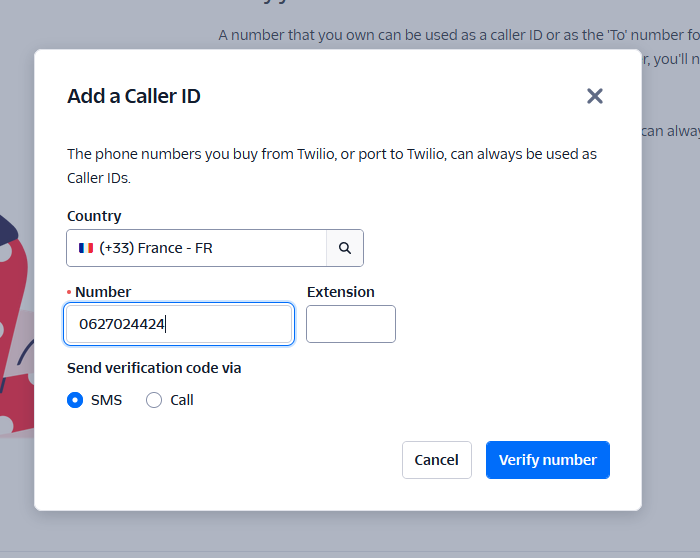 A number that you own can be used as a caller ID or as the 'To' number fo
r, you'll n
Add a Caller ID
can alway
The phone numbers you buy from Twilio, or port to Twilio, can always be used as
Caller IDs.
Country
(+33) France - FR
• Number Extension
0627024424
Send verification code via
SMS Call
Cancel Verify number